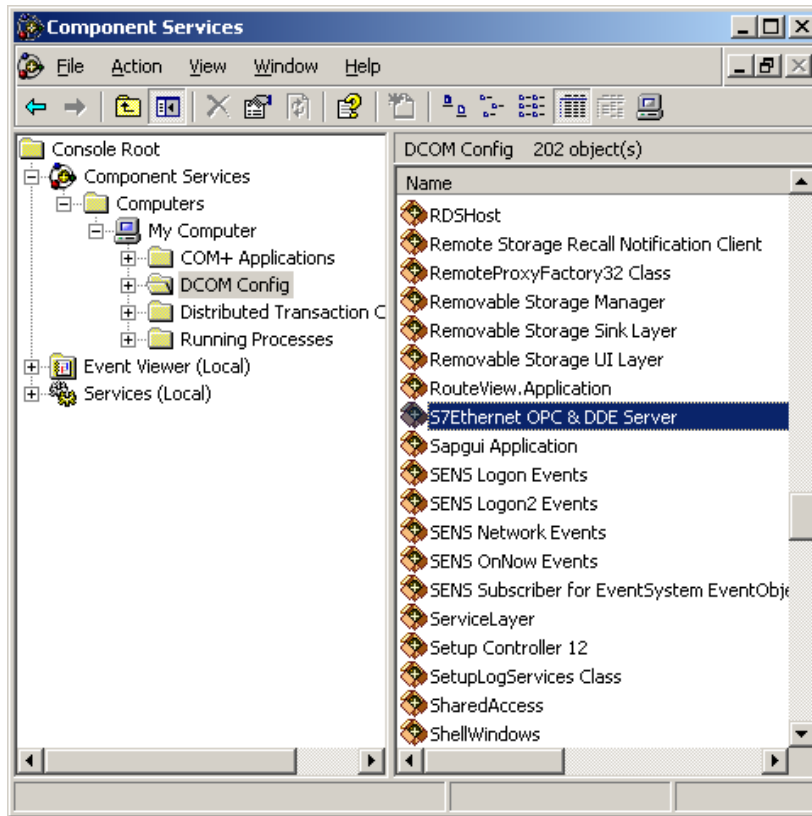 Component Services
File Action View Window Help
Console Root
Component Services
Computers
My Computer
COM+ Applications
DCOM Config
Distributed Transaction C
Running Processes
Event Viewer (Local)
Services (Local)
DCOM Config 202 object(s)
Name
RDSHost
Remote Storage Recall Notification Client
RemoteProxyFactory32 Class
Removable Storage Manager
Removable Storage Sink Layer
Removable Storage UI Layer
RouteView.Application
S7Ethernet OPC & DDE Server
Sapgui Application
SENS Logon Events
SENS Logon2 Events
SENS Network Events
SENS OnNow Events
SENS Subscriber for EventSystem EventObje
ServiceLayer
Setup Controller 12
SetupLogServices Class
SharedAccess
ShellWindows